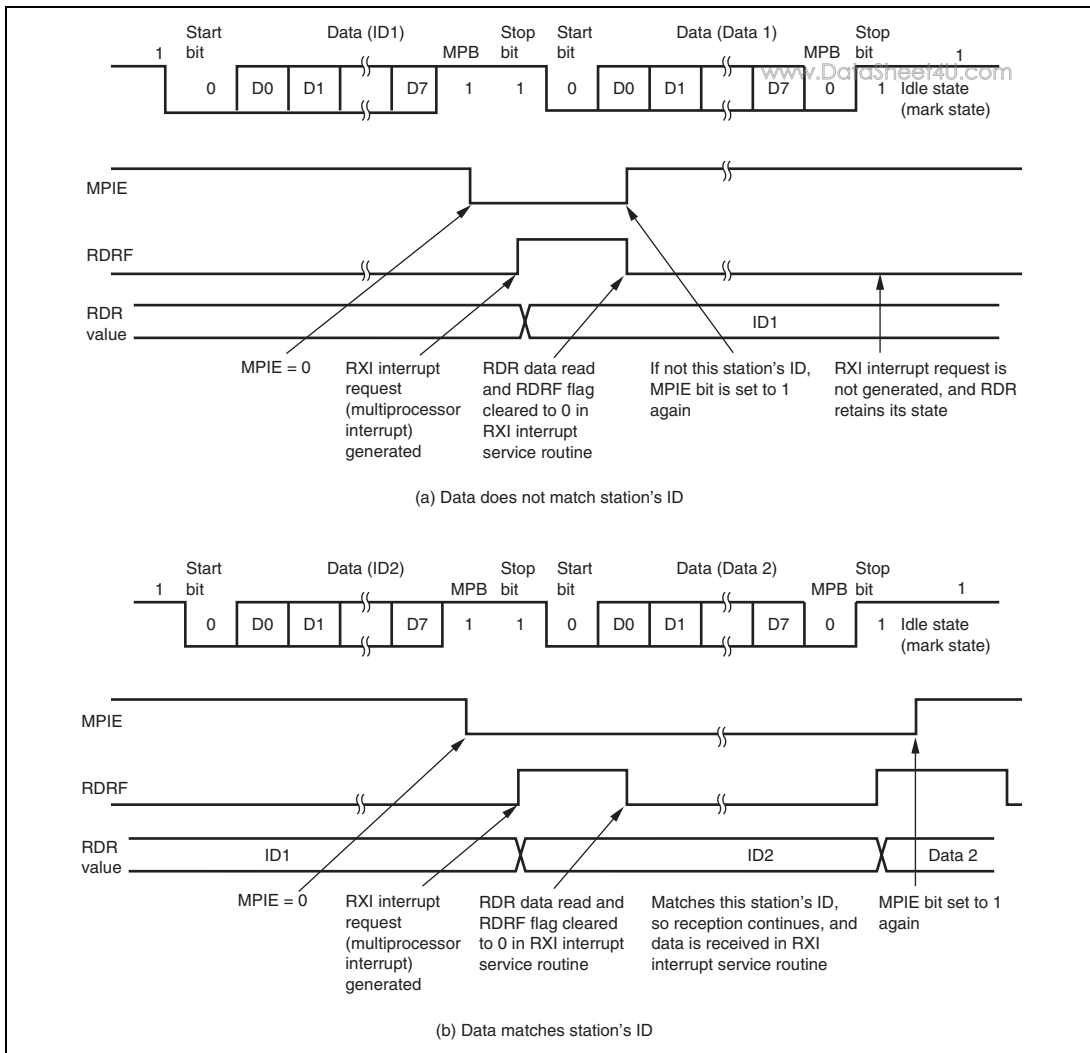 Start Data (ID1) Stop Start Data (Data 1) Stop
1 bit MPB bit bit MPB bit 1
www.DataSheet4U.com
0 D0 D1 D7 1 1 0 D0 D1 D7 0 1 Idle state
(mark state)
MPIE
RDRF
RDR
value
ID1
MPIE = 0
RXI interrupt
request
(multiprocessor
interrupt)
generated
RDR data read
and RDRF flag
cleared to 0 in
RXI interrupt
service routine
If not this station's ID,
MPIE bit is set to 1
again
RXI interrupt request is
not generated, and RDR
retains its state
(a) Data does not match station's ID
Start Data (ID2) Stop Start Data (Data 2) Stop
1 bit MPB bit bit MPB bit 1
0 D0 D1 D7 1 1 0 D0 D1 D7 0 1 Idle state
(mark state)
MPIE
RDRF
RDR
value
ID1 ID2 Data 2
MPIE = 0
RXI interrupt
request
(multiprocessor
interrupt)
generated
RDR data read and
RDRF flag cleared
to 0 in RXI interrupt
service routine
Matches this station's ID,
so reception continues, and
data is received in RXI
interrupt service routine
MPIE bit set to 1
again
(b) Data matches station's ID